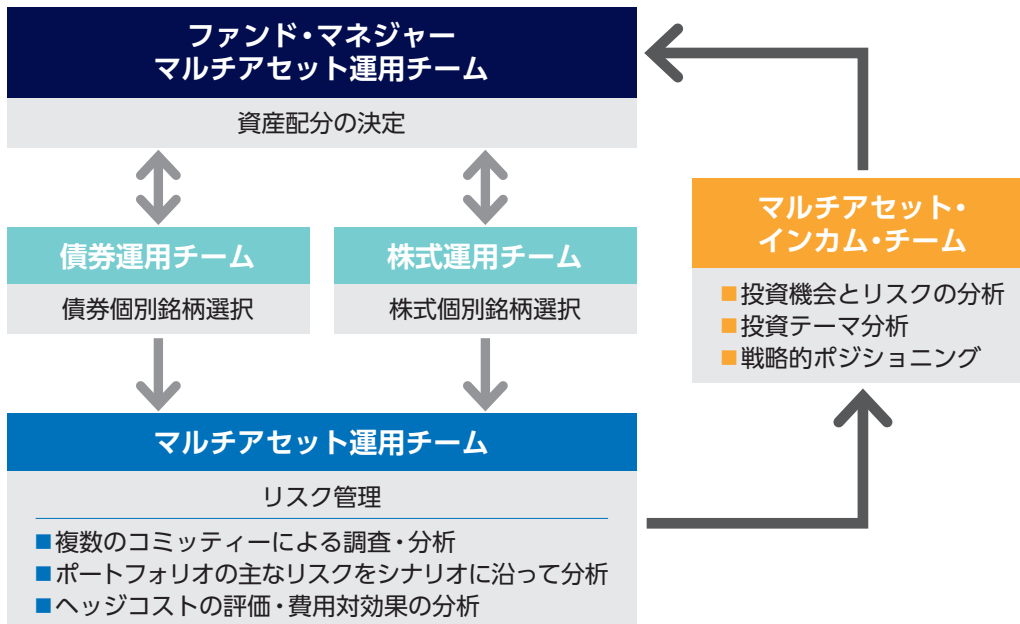 ファンド・マネジャー
マルチアセット運用チーム
資産配分の決定
債券運用チーム
債券個別銘柄選択
株式運用チーム
株式個別銘柄選択
マルチアセット・
インカム・チーム
■投資機会とリスクの分析
■投資テーマ分析
■戦略的ポジショニング
マルチアセット運用チーム
リスク管理
■複数のコミッティーによる調査・分析
■ポートフォリオの主なリスクをシナリオに沿って分析
■ヘッジコストの評価・費用対効果の分析